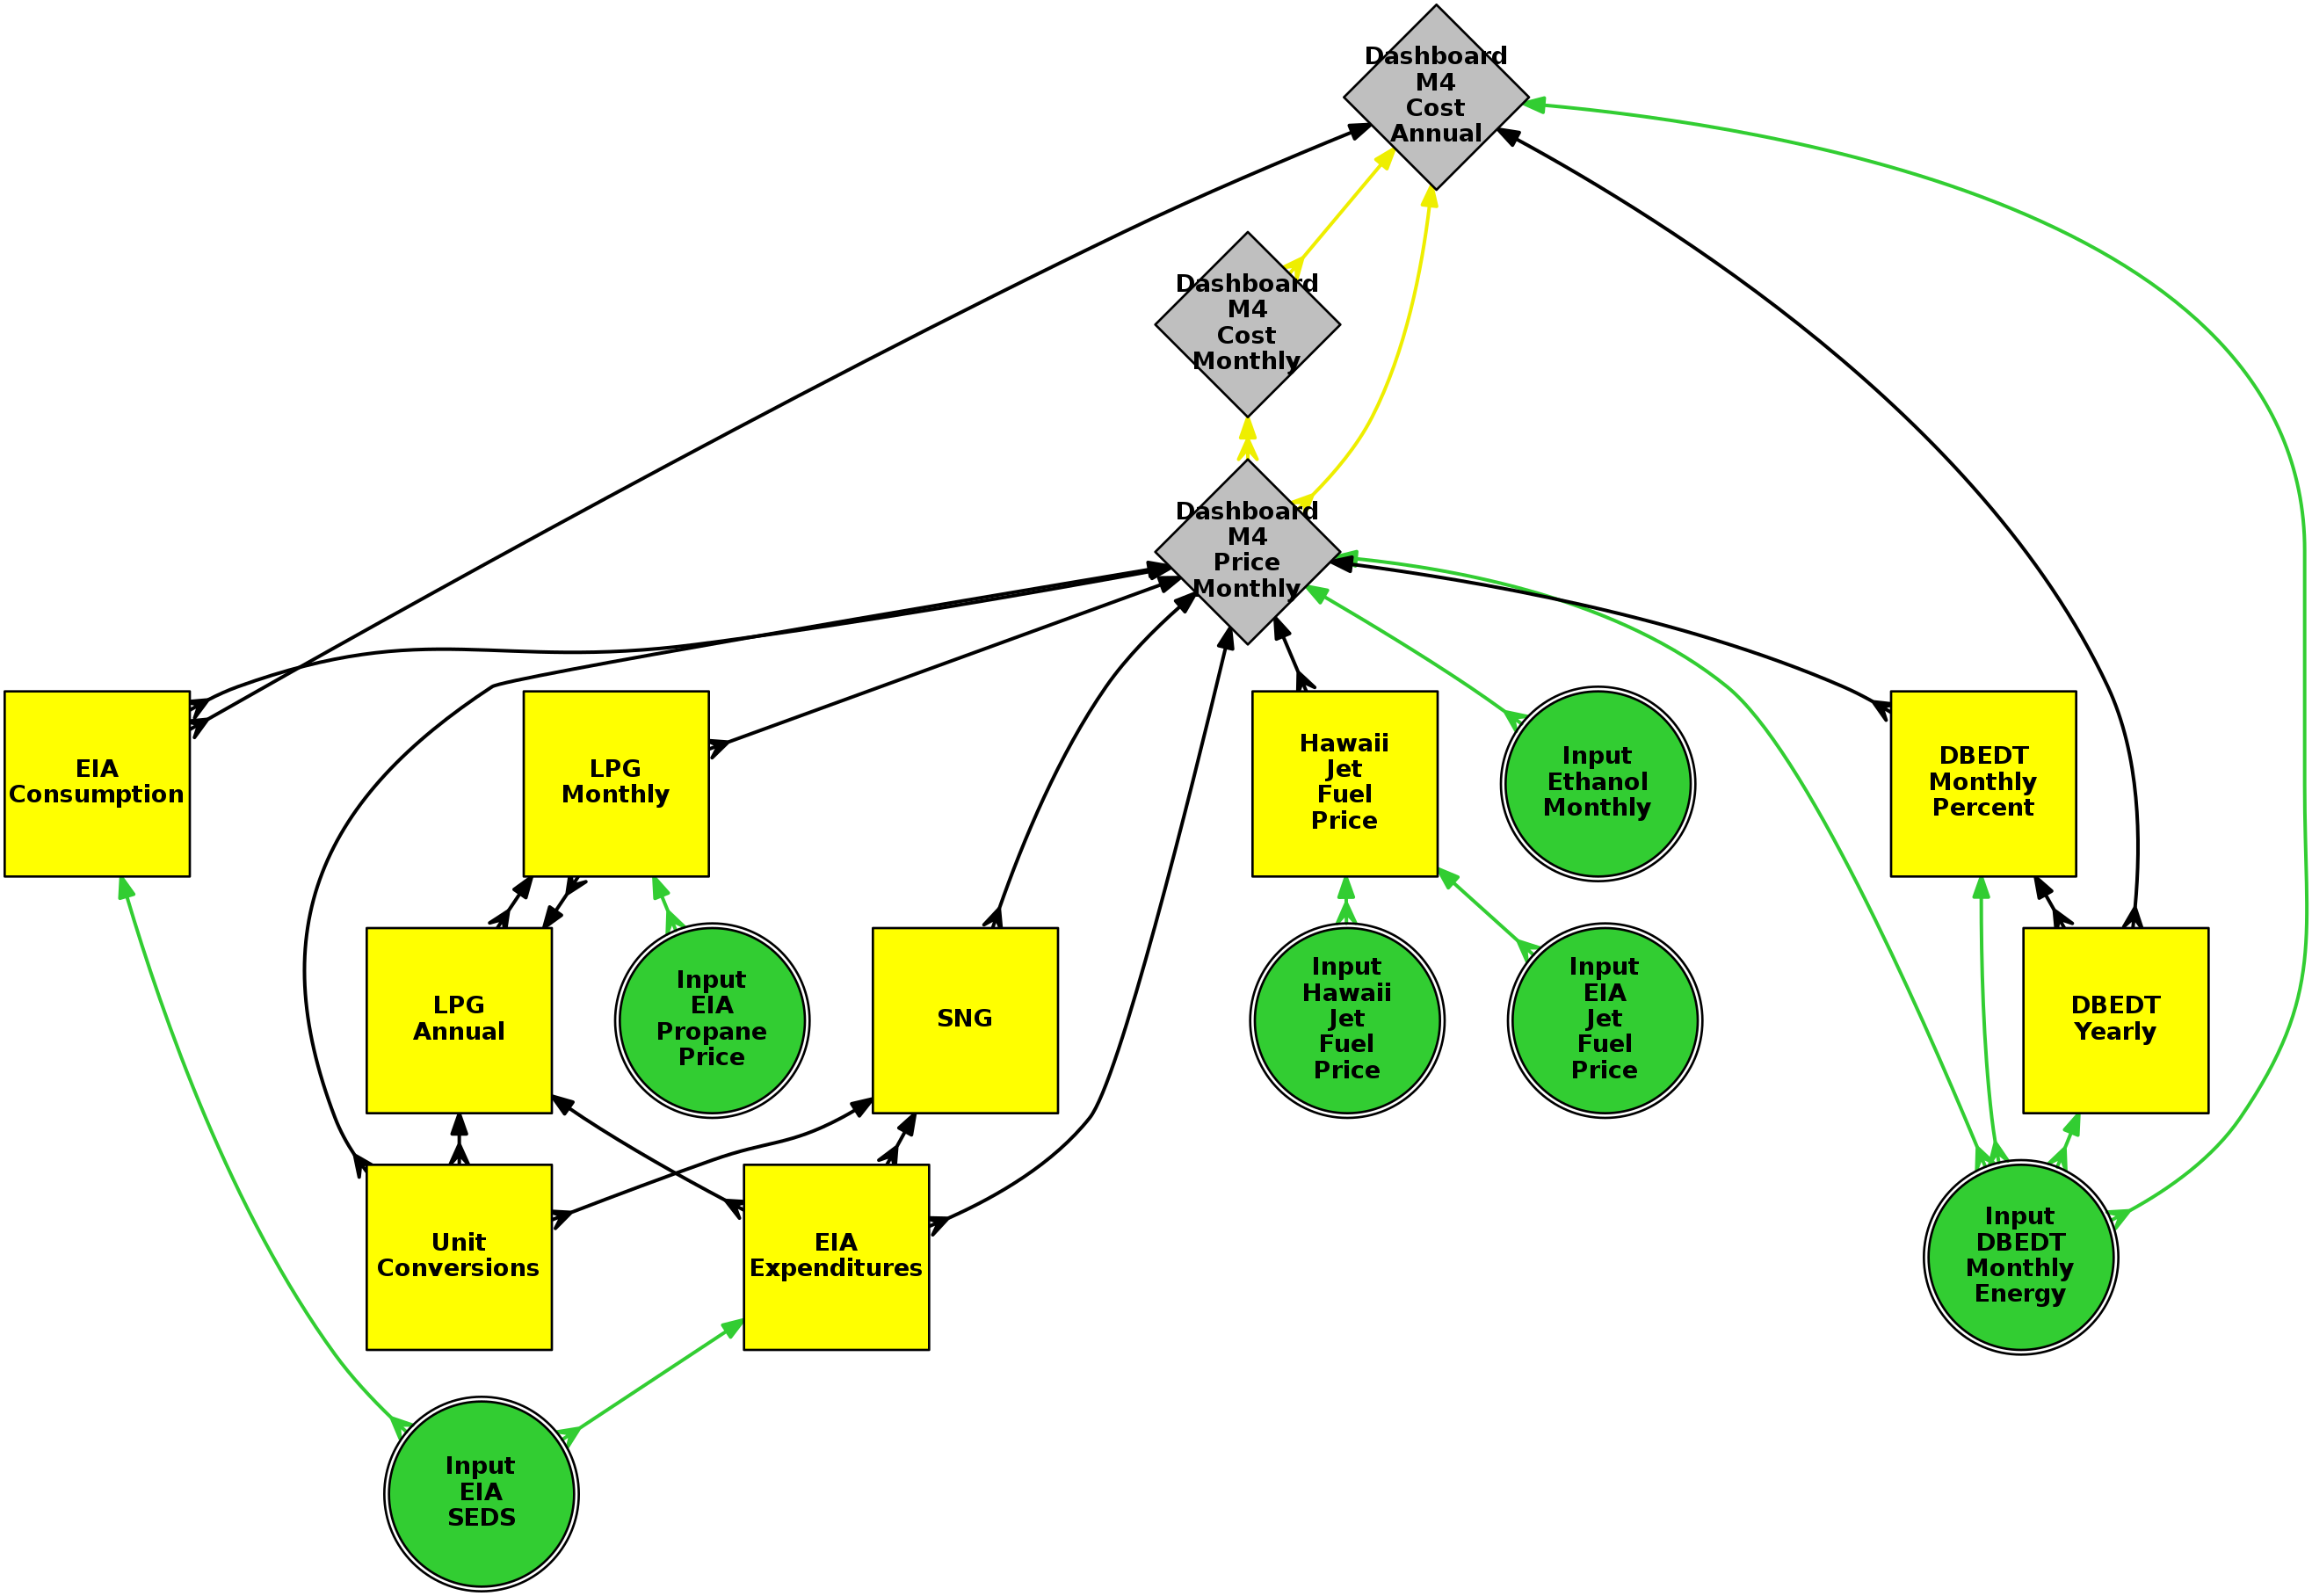 Dashboard
M4
Cost
Annual
Dashboard
M4
Cost
Monthly
Dashboard
M4
Price
Monthly
EIA
Consumption
LPG
Monthly
Hawaii
Jet
Fuel
Price
Input
Ethanol
Monthly
DBEDT
Monthly
Percent
LPG
Annual
Input
EIA
Propane
Price
SNG
Input
Hawaii
Jet
Fuel
Price
Input
EIA
Jet
Fuel
Price
DBEDT
Yearly
Unit
Conversions
EIA
Expenditures
Input
DBEDT
Monthly
Energy
Input
EIA
SEDS